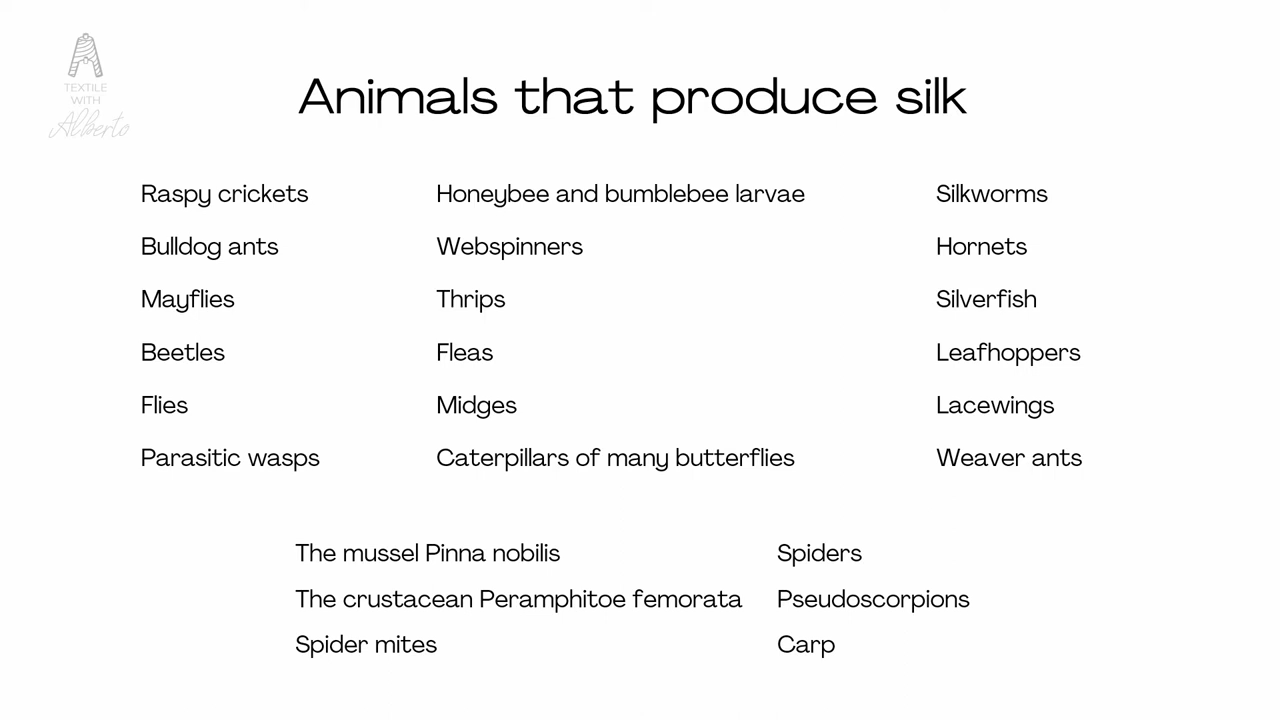 TEXTILE
WITH
Alberto
Animals that produce silk
Raspy crickets
Bulldog ants
Mayflies
Beetles
Flies
Parasitic wasps
Honeybee and bumblebee larvae
Webspinners
Thrips
Fleas
Midges
Caterpillars of many butterflies
Silkworms
Hornets
Silverfish
Leafhoppers
Lacewings
Weaver ants
The mussel Pinna nobilis
The crustacean Peramphitoe femorata
Spider mites
Spiders
Pseudoscorpions
Carp